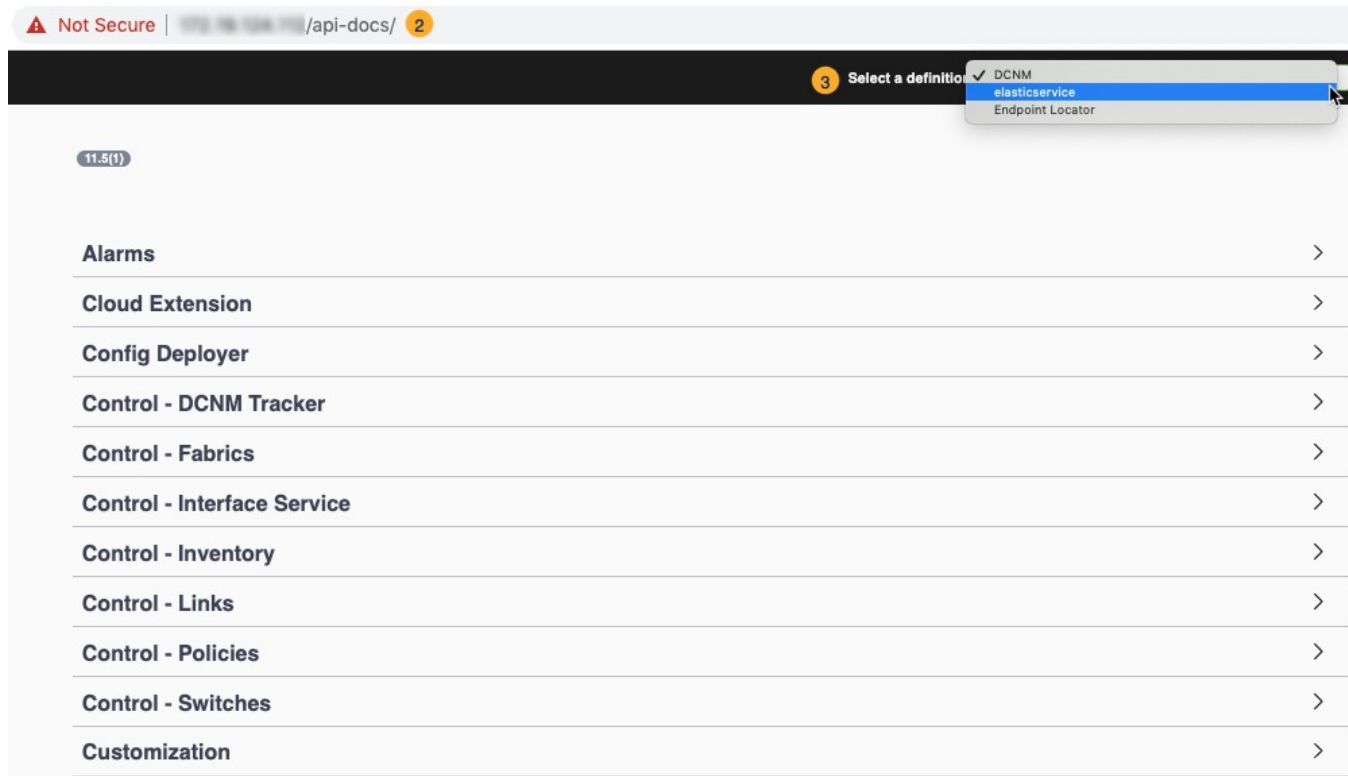 Not Secure | /api-docs/ 2
3 Select a definition ✓ DCNM
elasticservice
Endpoint Locator
11.5(1)
Alarms
Cloud Extension
Config Deployer
Control - DCNM Tracker
Control - Fabrics
Control - Interface Service
Control - Inventory
Control - Links
Control - Policies
Control - Switches
Customization